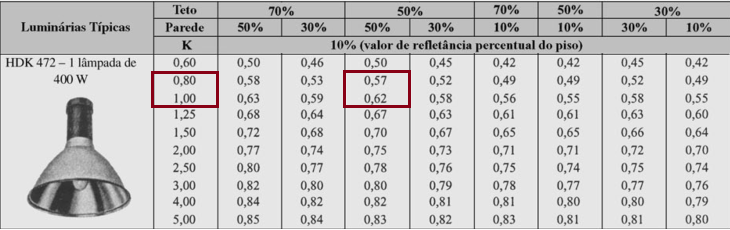 Luminárias Típicas Teto 70% 50% 70% 50% 30%
Parede 50% 30% 50% 30% 10% 10% 30% 10%
K 10% (valor de refletância percentual do piso)
HDK 472 – 1 lâmpada de 400 W
0,60 0,50 0,46 0,50 0,45 0,42 0,42 0,45 0,42
0,80 0,58 0,53 0,57 0,52 0,49 0,49 0,52 0,49
1,00 0,63 0,59 0,62 0,58 0,56 0,55 0,58 0,55
1,25 0,68 0,64 0,67 0,63 0,61 0,61 0,63 0,60
1,50 0,72 0,68 0,70 0,67 0,65 0,65 0,66 0,64
2,00 0,77 0,74 0,75 0,73 0,71 0,71 0,72 0,70
2,50 0,80 0,77 0,78 0,76 0,75 0,74 0,75 0,74
3,00 0,82 0,80 0,80 0,79 0,78 0,77 0,77 0,76
4,00 0,84 0,82 0,82 0,81 0,81 0,80 0,80 0,79
5,00 0,85 0,84 0,83 0,82 0,83 0,81 0,81 0,80